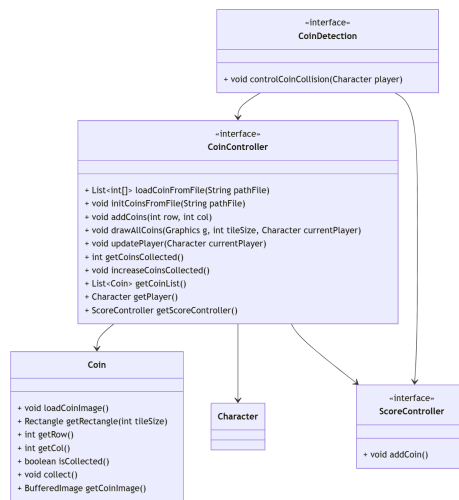 «interface»
CoinDetection
+ void controlCoinCollision(Character player)
«interface»
CoinController
+ List<int[]> loadCoinFromFile(String pathFile)
+ void initCoinsFromFile(String pathFile)
+ void addCoins(int row, int col)
+ void drawAllCoins(Graphics g, int tileSize, Character currentPlayer)
+ void updatePlayer(Character currentPlayer)
+ int getCoinsCollected()
+ void increaseCoinsCollected()
+ List<Coin> getCoinList()
+ Character getPlayer()
+ ScoreController getScoreController()
Coin
+ void loadCoinImage()
+ Rectangle getRectangle(int tileSize)
+ int getRow()
+ int getCol()
+ boolean isCollected()
+ void collect()
+ BufferedImage getCoinImage()
Character
«interface»
ScoreController
+ void addCoin()